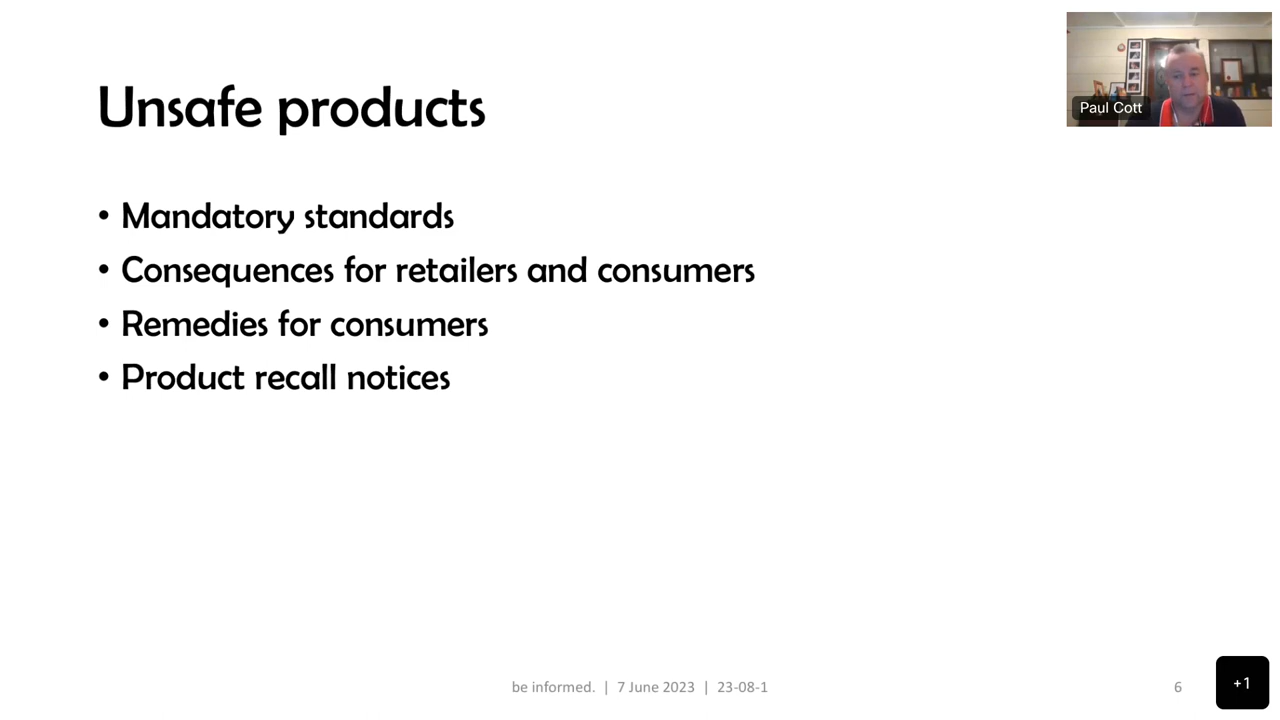 Unsafe products
Paul Cott
• Mandatory standards
• Consequences for retailers and consumers
• Remedies for consumers
• Product recall notices
be informed. | 7 June 2023 | 23-08-1
6
+1